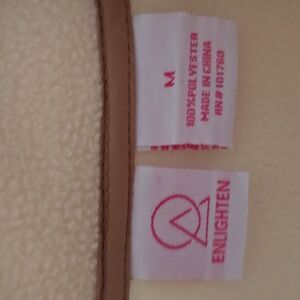 M
100% POLYESTER
MADE IN CHINA
RN#101760
ENLIGHTEN